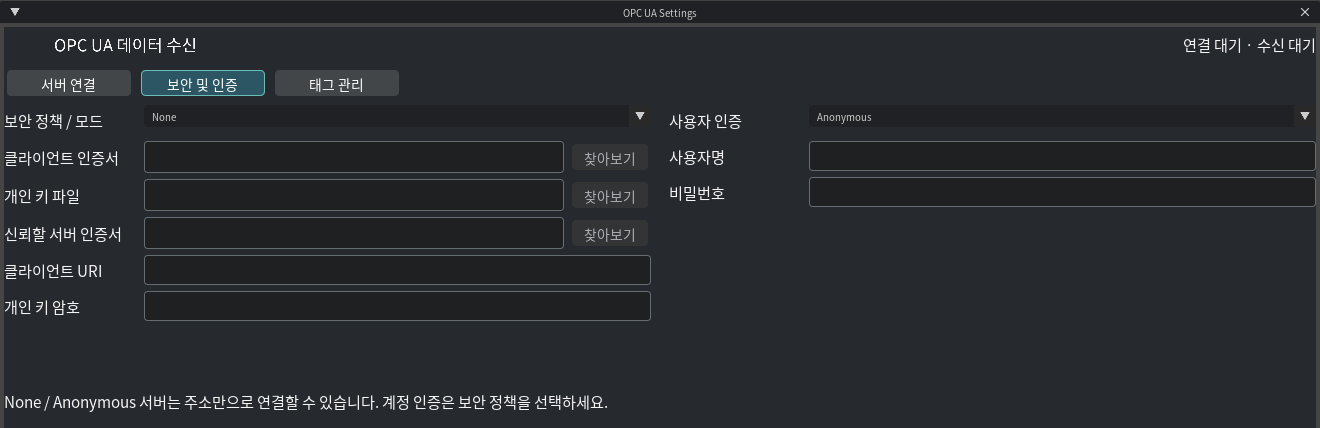 OPC UA Settings
OPC UA 데이터 수신
연결 대기 · 수신 대기
서버 연결 보안 및 인증 태그 관리
보안 정책 / 모드 None 사용자 인증 Anonymous
클라이언트 인증서 찾아보기 사용자명
개인 키 파일 찾아보기 비밀번호
신뢰할 서버 인증서 찾아보기
클라이언트 URI
개인 키 암호
None / Anonymous 서버는 주소만으로 연결할 수 있습니다. 계정 인증은 보안 정책을 선택하세요.